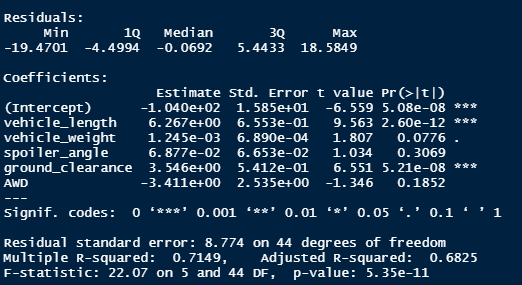 Residuals:
Min 1Q Median 3Q Max
-19.4701 -4.4994 -0.0692 5.4433 18.5849
Coefficients:
Estimate Std. Error t value Pr(>|t|)
(Intercept) -1.040e+02 1.585e+01 -6.559 5.08e-08 ***
vehicle_length 6.267e+00 6.553e-01 9.563 2.60e-12 ***
vehicle_weight 1.245e-03 6.890e-04 1.807 0.0776 .
spoiler_angle 6.877e-02 6.653e-02 1.034 0.3069
ground_clearance 3.546e+00 5.412e-01 6.551 5.21e-08 ***
AWD -3.411e+00 2.535e+00 -1.346 0.1852
---
Signif. codes: 0 ‘***’ 0.001 ‘**’ 0.01 ‘*’ 0.05 ‘.’ 0.1 ‘ ’ 1
Residual standard error: 8.774 on 44 degrees of freedom
Multiple R-squared: 0.7149, Adjusted R-squared: 0.6825
F-statistic: 22.07 on 5 and 44 DF, p-value: 5.35e-11